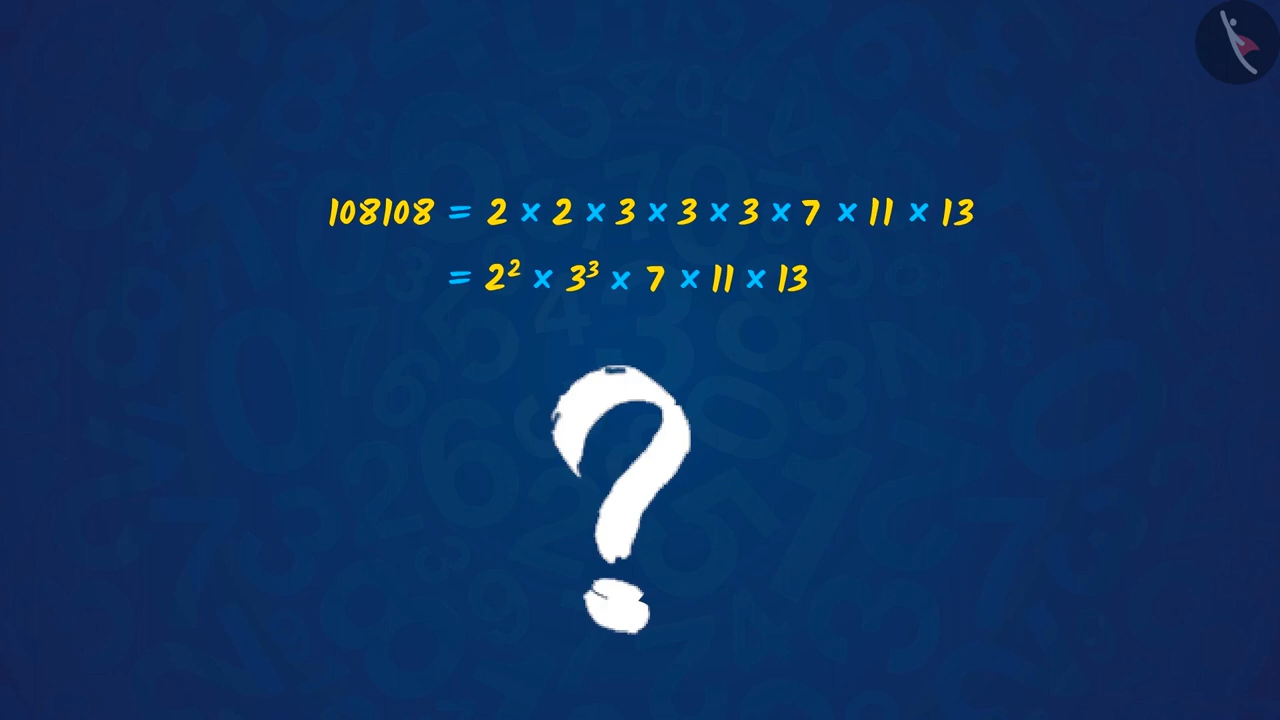 108108 = 2 × 2 × 3 × 3 × 3 × 7 × 11 × 13
= 2² × 3³ × 7 × 11 × 13
?